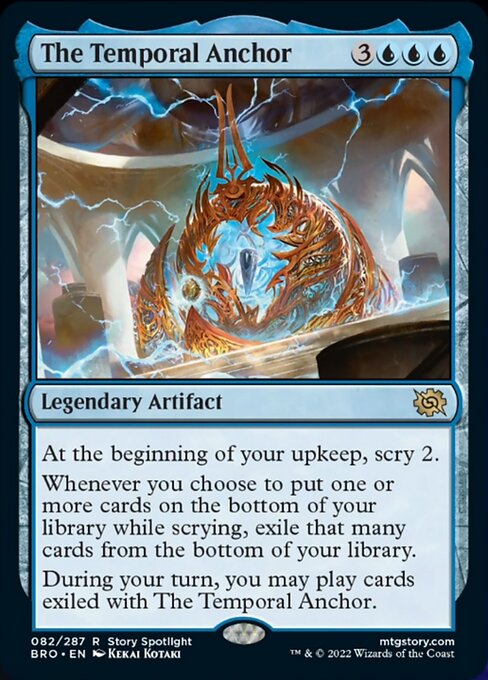 The Temporal Anchor 3
Legendary Artifact
At the beginning of your upkeep, scry 2.
Whenever you choose to put one or
more cards on the bottom of your
library while scrying, exile that many
cards from the bottom of your library.
During your turn, you may play cards
exiled with The Temporal Anchor.
082/287 R Story Spotlight
mtgstory.com
BRO • EN Kekai Kotaki
™ & © 2022 Wizards of the Coast